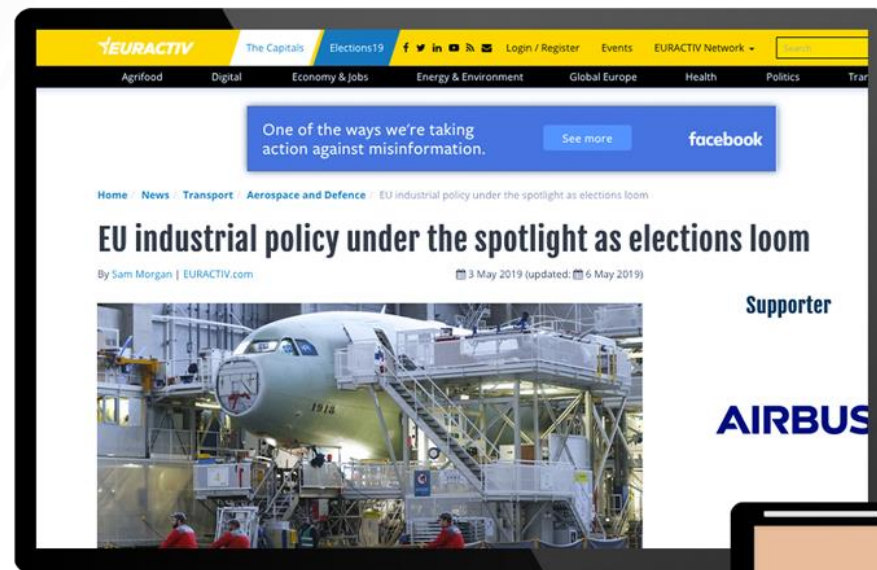 EURACTIV The Capitals Elections19 Login / Register Events EURACTIV Network Search
Agrifood Digital Economy & Jobs Energy & Environment Global Europe Health Politics Tran
One of the ways we're taking
action against misinformation.
See more
facebook
Home / News / Transport / Aerospace and Defence / EU industrial policy under the spotlight as elections loom
EU industrial policy under the spotlight as elections loom
By Sam Morgan | EURACTIV.com 3 May 2019 (updated: 6 May 2019)
Supporter
AIRBUS
1918